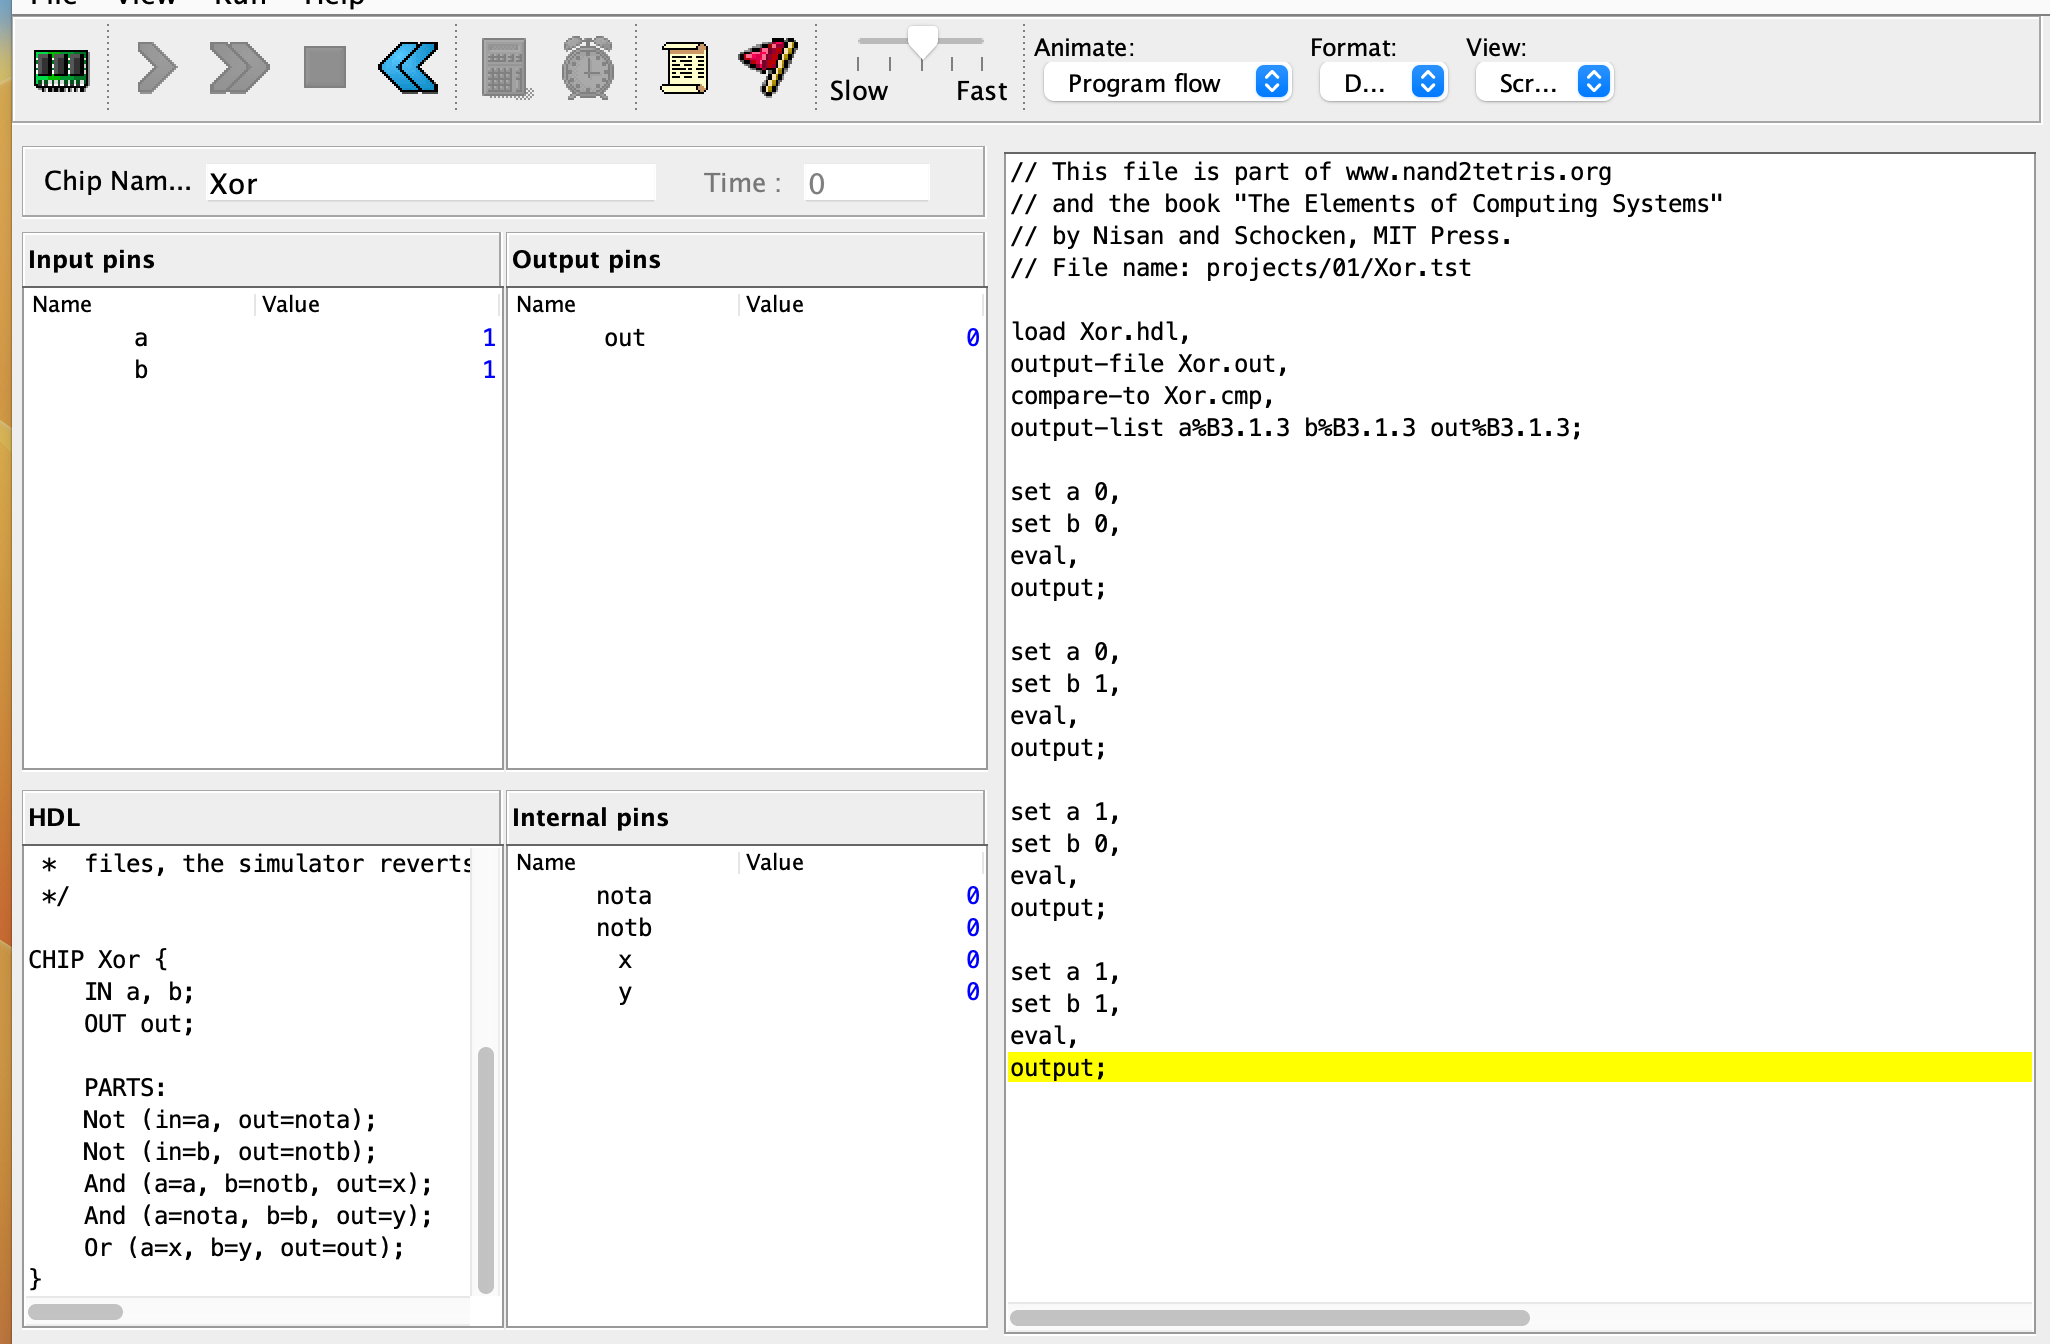 File View Run Help
Slow Fast
Animate:
Program flow
Format:
D...
View:
Scr...
Chip Nam... Xor Time : 0
Input pins
Name Value
a 1
b 1
Output pins
Name Value
out 0
HDL
* files, the simulator reverts
*/
CHIP Xor {
IN a, b;
OUT out;
PARTS:
Not (in=a, out=nota);
Not (in=b, out=notb);
And (a=a, b=notb, out=x);
And (a=nota, b=b, out=y);
Or (a=x, b=y, out=out);
}
Internal pins
Name Value
nota 0
notb 0
x 0
y 0
// This file is part of www.nand2tetris.org
// and the book "The Elements of Computing Systems"
// by Nisan and Schocken, MIT Press.
// File name: projects/01/Xor.tst
load Xor.hdl,
output-file Xor.out,
compare-to Xor.cmp,
output-list a%B3.1.3 b%B3.1.3 out%B3.1.3;
set a 0,
set b 0,
eval,
output;
set a 0,
set b 1,
eval,
output;
set a 1,
set b 0,
eval,
output;
set a 1,
set b 1,
eval,
output;